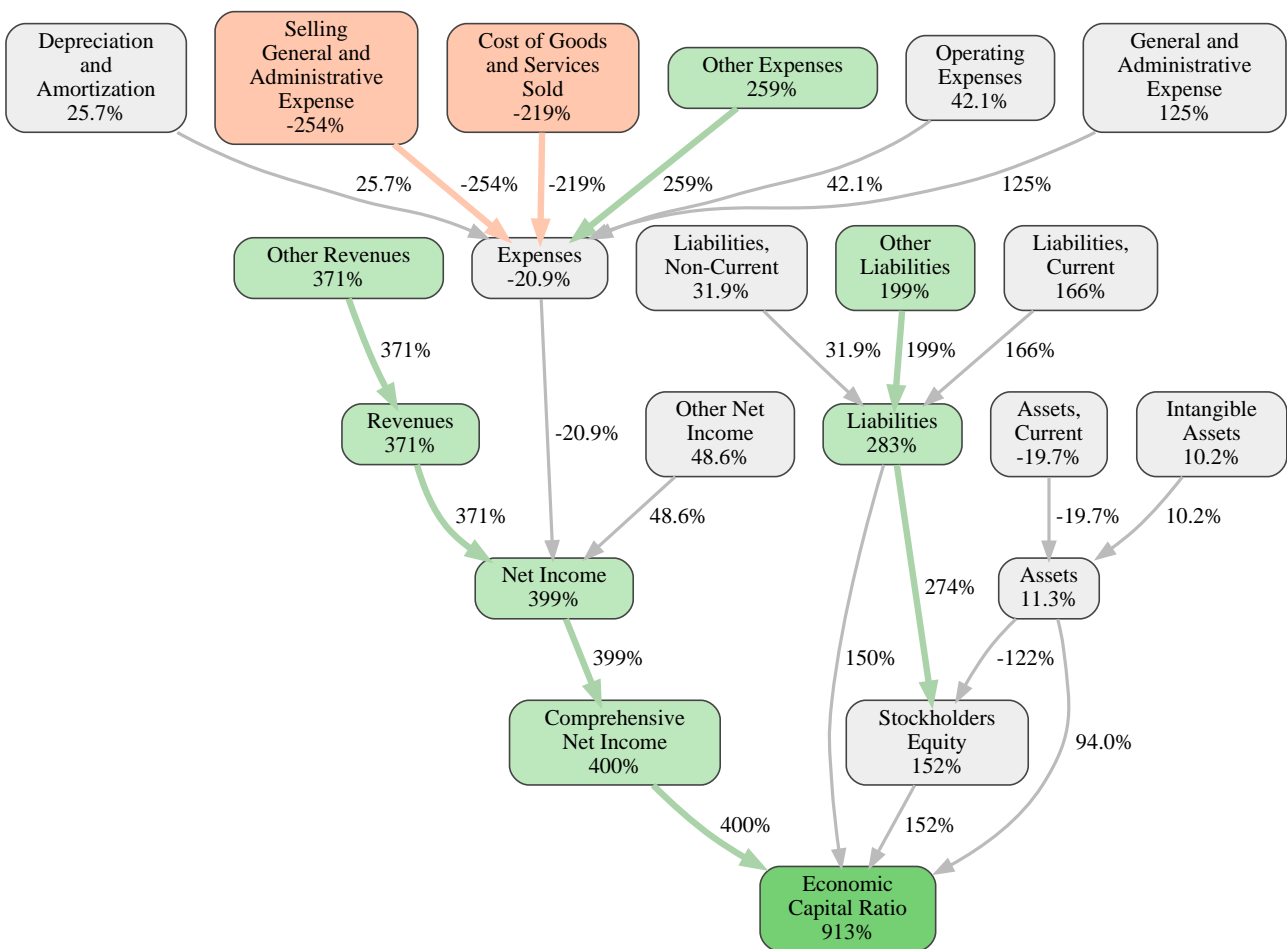 Depreciation
and
Amortization
25.7%
Selling
General and
Administrative
Expense
-254%
Cost of Goods
and Services
Sold
-219%
Other Expenses
259%
Operating
Expenses
42.1%
General and
Administrative
Expense
125%
25.7%
-254%
-219%
259%
42.1%
125%
Other Revenues
371%
Expenses
-20.9%
Liabilities,
Non-Current
31.9%
Other
Liabilities
199%
Liabilities,
Current
166%
371%
31.9%
199%
166%
Revenues
371%
-20.9%
Other Net
Income
48.6%
Liabilities
283%
Assets,
Current
-19.7%
Intangible
Assets
10.2%
371%
48.6%
-19.7%
10.2%
Net Income
399%
274%
Assets
11.3%
399%
150%
-122%
Comprehensive
Net Income
400%
Stockholders
Equity
152%
94.0%
400%
152%
Economic
Capital Ratio
913%